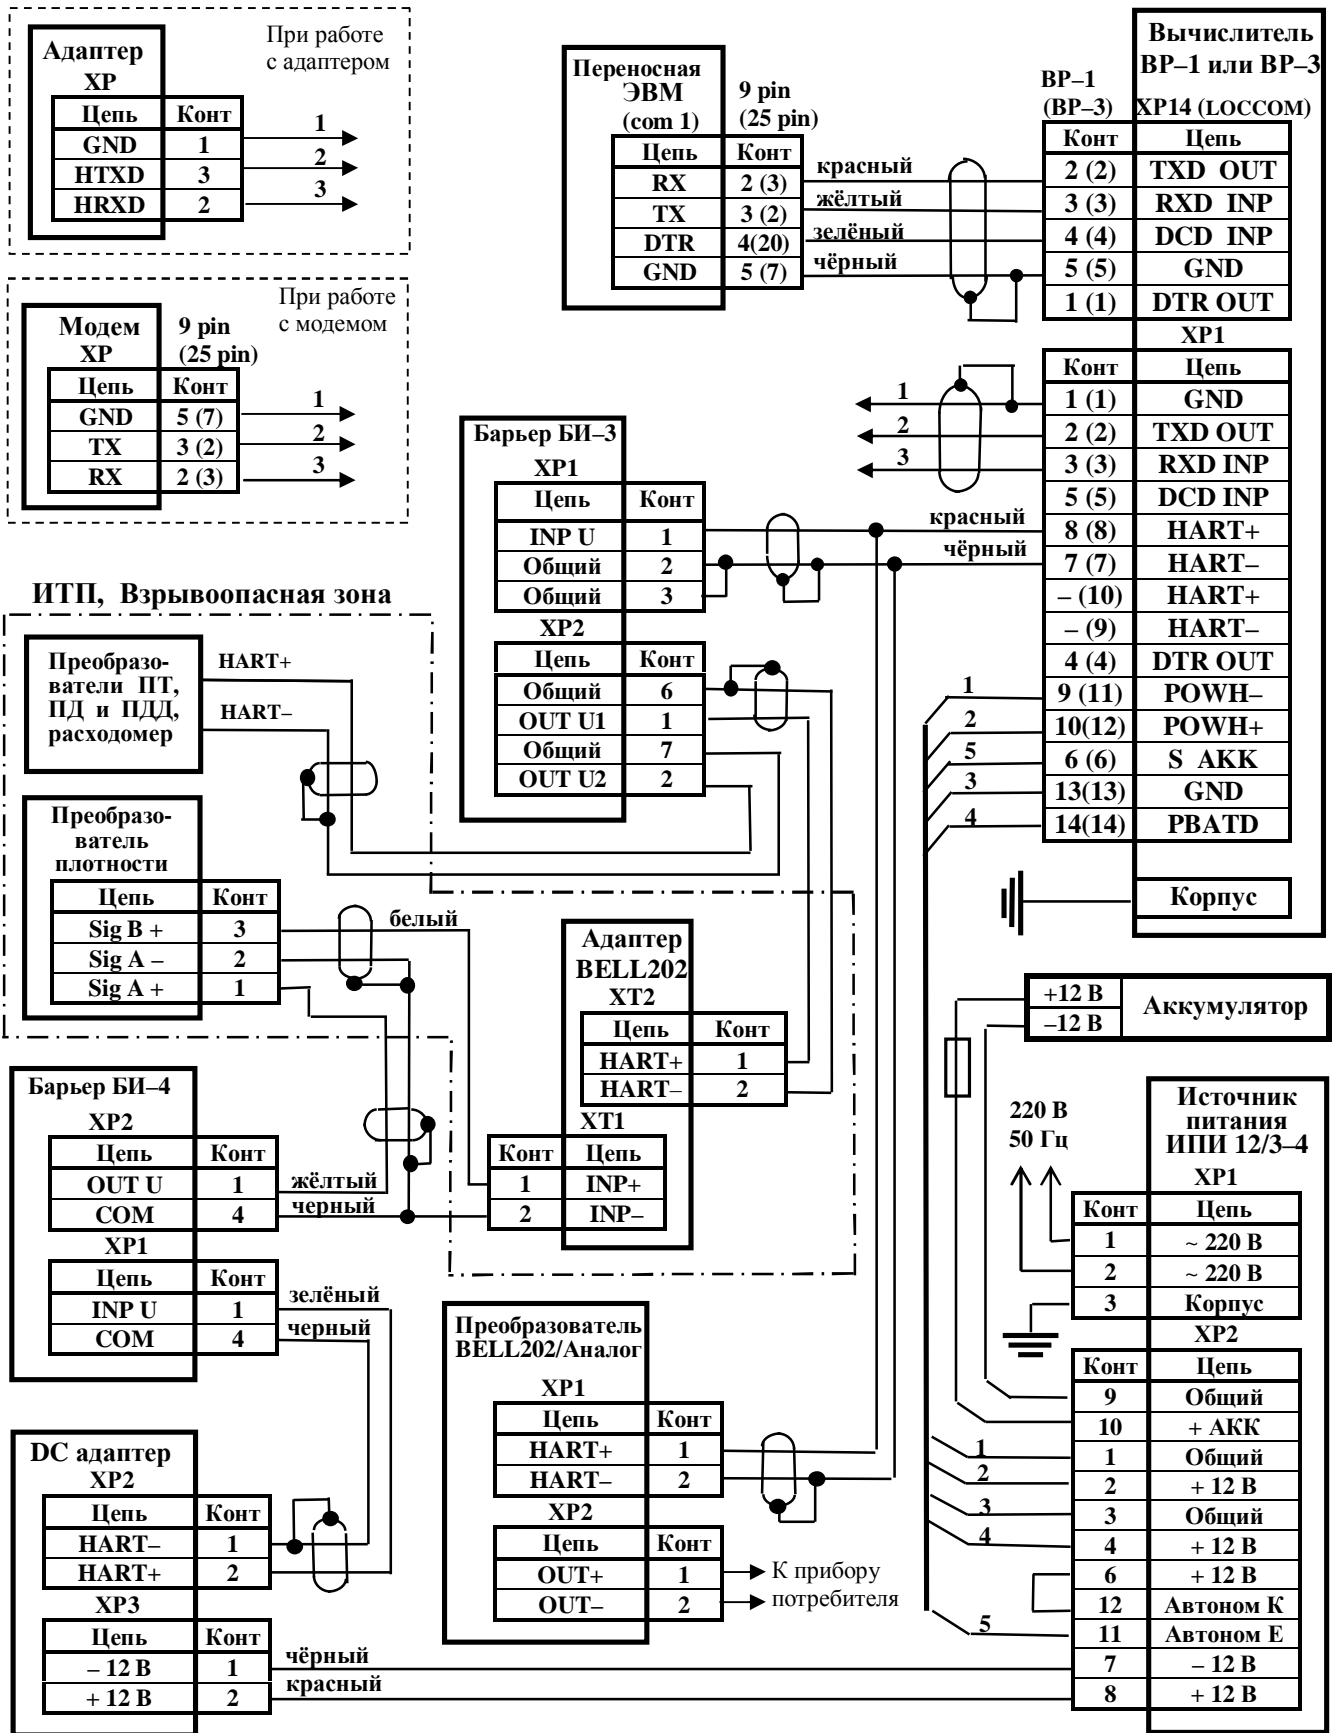 При работе
с адаптером
Адаптер
ХР
Цепь Конт
GND 1
HTXD 3
HRXD 2
1
2
3
При работе
с модемом
Модем
ХР
9 pin
(25 pin)
Цепь Конт
GND 5 (7)
TX 3 (2)
RX 2 (3)
1
2
3
Переносная
ЭВМ
(com 1)
9 pin
(25 pin)
Цепь Конт
RX 2 (3)
TX 3 (2)
DTR 4(20)
GND 5 (7)
красный
жёлтый
зелёный
чёрный
Вычислитель
ВР–1 или ВР–3
ВР–1
(ВР–3)
ХР14 (LOCCOM)
Конт Цепь
2 (2) TXD OUT
3 (3) RXD INP
4 (4) DCD INP
5 (5) GND
1 (1) DTR OUT
ХР1
Конт Цепь
1 (1) GND
2 (2) TXD OUT
3 (3) RXD INP
5 (5) DCD INP
8 (8) HART+
7 (7) HART–
– (10) HART+
– (9) HART–
4 (4) DTR OUT
9 (11) POWH–
10(12) POWH+
6 (6) S AKK
13(13) GND
14(14) PBATD
Корпус
1
2
3
красный
чёрный
1
2
5
3
4
Барьер БИ–3
ХР1
Цепь Конт
INP U 1
Общий 2
Общий 3
ХР2
Цепь Конт
Общий 6
OUT U1 1
Общий 7
OUT U2 2
ИТП, Взрывоопасная зона
Преобразо-
ватели ПТ,
ПД и ПДД,
расходомер
HART+
HART–
Преобразо-
ватель
плотности
Цепь Конт
Sig B + 3
Sig A – 2
Sig A + 1
белый
Адаптер
BELL202
ХТ2
Цепь Конт
HART+ 1
HART– 2
ХТ1
Конт Цепь
1 INP+
2 INP–
Аккумулятор
+12 В
–12 В
Барьер БИ–4
ХР2
Цепь Конт
OUT U 1
COM 4
жёлтый
черный
ХР1
Цепь Конт
INP U 1
COM 4
зелёный
черный
Преобразователь
BELL202/Аналог
ХР1
Цепь Конт
HART+ 1
HART– 2
ХР2
Цепь Конт
OUT+ 1
OUT– 2
К прибору
потребителя
DC адаптер
ХР2
Цепь Конт
HART– 1
HART+ 2
ХР3
Цепь Конт
– 12 В 1
+ 12 В 2
чёрный
красный
220 В
50 Гц
Источник
питания
ИПИ 12/3–4
ХР1
Конт Цепь
1 ~ 220 В
2 ~ 220 В
3 Корпус
ХР2
Конт Цепь
9 Общий
10 + АКК
1 Общий
2 + 12 В
3 Общий
4 + 12 В
6 + 12 В
12 Автоном К
11 Автоном Е
7 – 12 В
8 + 12 В
1
2
3
4
5